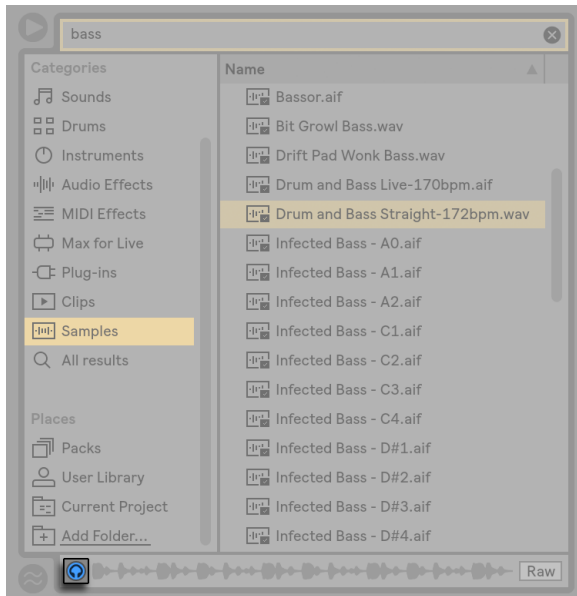 bass
Categories
Sounds
Drums
Instruments
Audio Effects
MIDI Effects
Max for Live
Plug-ins
Clips
Samples
All results
Places
Packs
User Library
Current Project
Add Folder...
Name
Bassor.aif
Bit Growl Bass.wav
Drift Pad Wonk Bass.wav
Drum and Bass Live-170bpm.aif
Drum and Bass Straight-172bpm.wav
Infected Bass - A0.aif
Infected Bass - A1.aif
Infected Bass - A2.aif
Infected Bass - C1.aif
Infected Bass - C2.aif
Infected Bass - C3.aif
Infected Bass - C4.aif
Infected Bass - D#1.aif
Infected Bass - D#2.aif
Infected Bass - D#3.aif
Infected Bass - D#4.aif
Raw